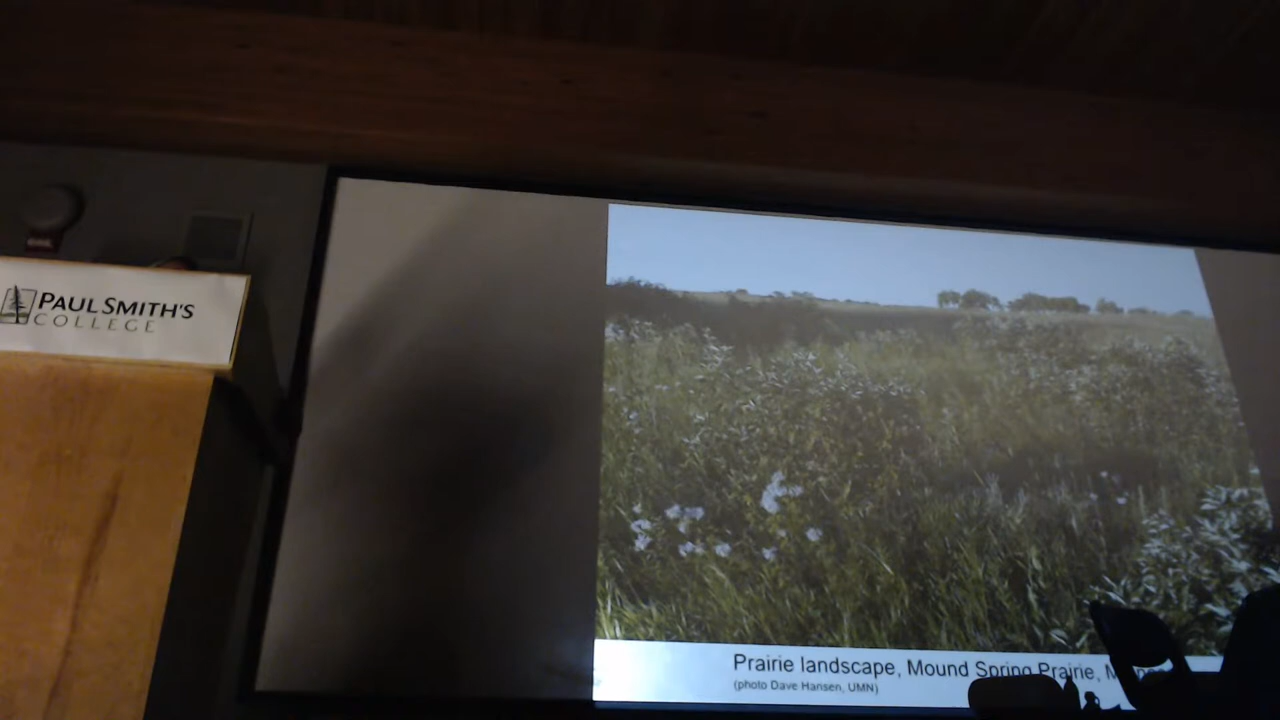 PAUL SMITH'S
COLLEGE
Prairie landscape, Mound Spring Prairie,
(photo Dave Hansen, UMN)